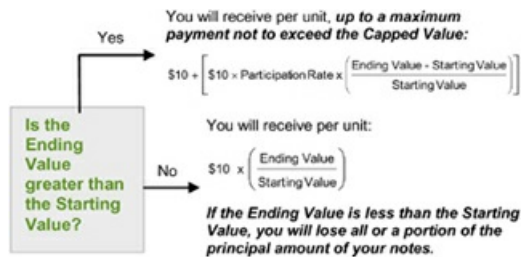 You will receive per unit, up to a maximum
payment not to exceed the Capped Value:
Yes
$10 + [$10 × Participation Rate x (Ending Value - Starting Value / Starting Value)]
Is the
Ending
Value
greater than
the Starting
Value?
You will receive per unit:
No
$10 x (Ending Value / Starting Value)
If the Ending Value is less than the Starting
Value, you will lose all or a portion of the
principal amount of your notes.